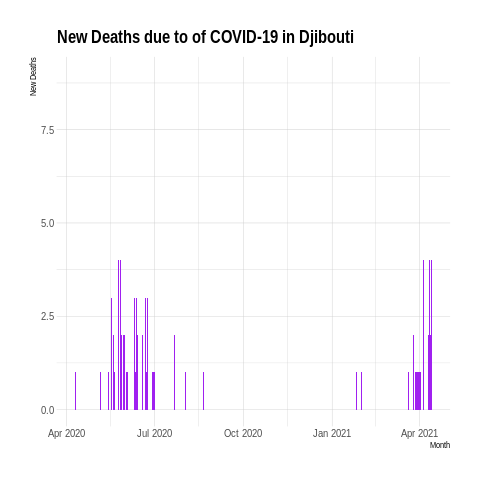 New Deaths due to of COVID-19 in Djibouti
New Deaths
7.5
5.0
2.5
0.0
Apr 2020 Jul 2020 Oct 2020 Jan 2021 Apr 2021
Month